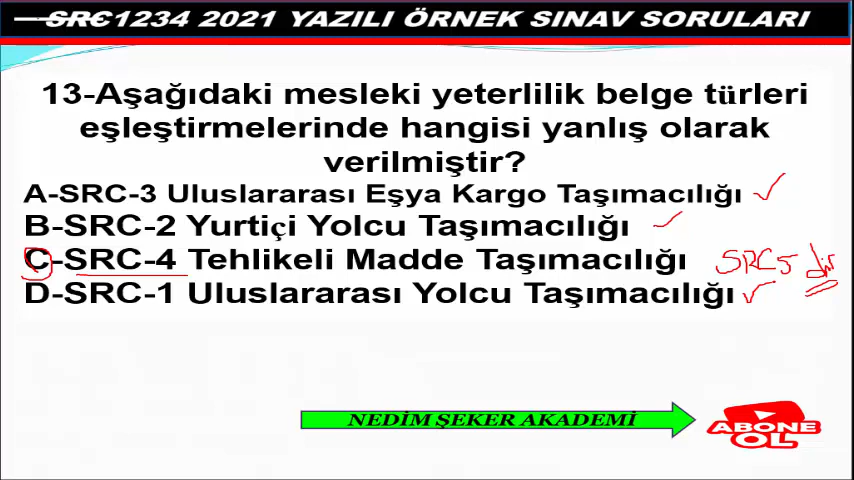 SRC1234 2021 YAZILI ÖRNEK SINAV SORULARI
13-Aşağıdaki mesleki yeterlilik belge türleri
eşleştirmelerinde hangisi yanlış olarak
verilmiştir?
A-SRC-3 Uluslararası Eşya Kargo Taşımacılığı
B-SRC-2 Yurtiçi Yolcu Taşımacılığı
C-SRC-4 Tehlikeli Madde Taşımacılığı SRC5 dir
D-SRC-1 Uluslararası Yolcu Taşımacılığı
NEDİM ŞEKER AKADEMİ
ABONE
OL